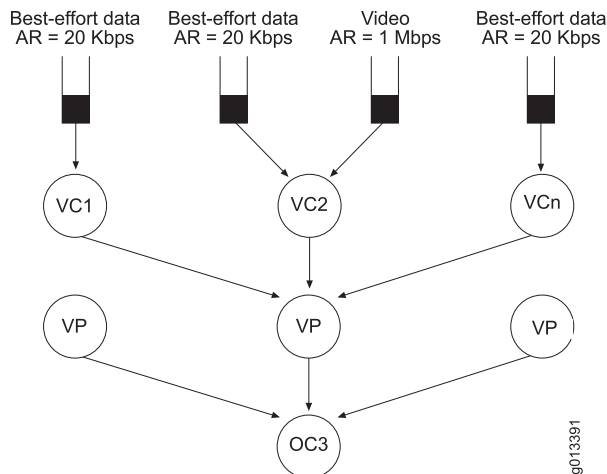 Best-effort data Best-effort data Video Best-effort data
AR = 20 Kbps AR = 20 Kbps AR = 1 Mbps AR = 20 Kbps
VC1 VC2 VCn
VP VP VP
OC3
g013391